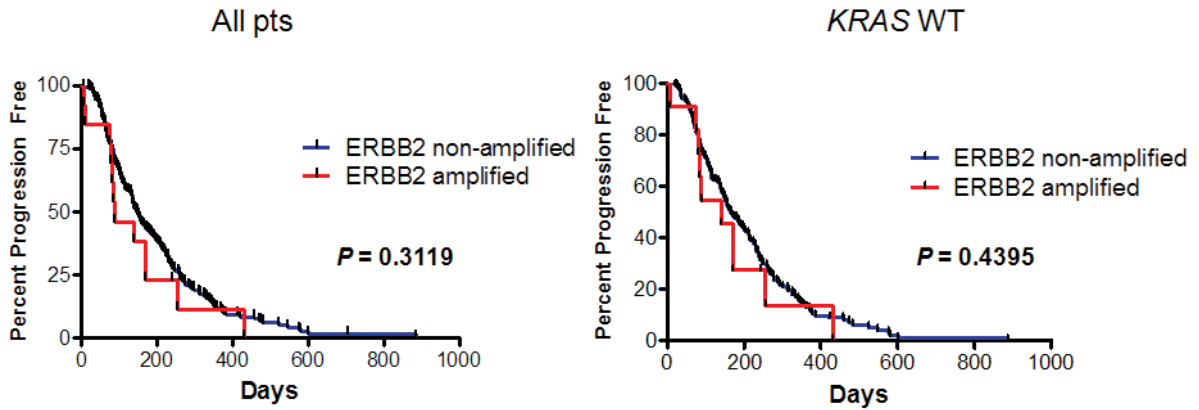 All pts
Percent Progression Free
100
75
50
25
0
0 200 400 600 800 1000
Days
ERBB2 non-amplified
ERBB2 amplified
P = 0.3119
KRAS WT
Percent Progression Free
100
80
60
40
20
0
0 200 400 600 800 1000
Days
ERBB2 non-amplified
ERBB2 amplified
P = 0.4395